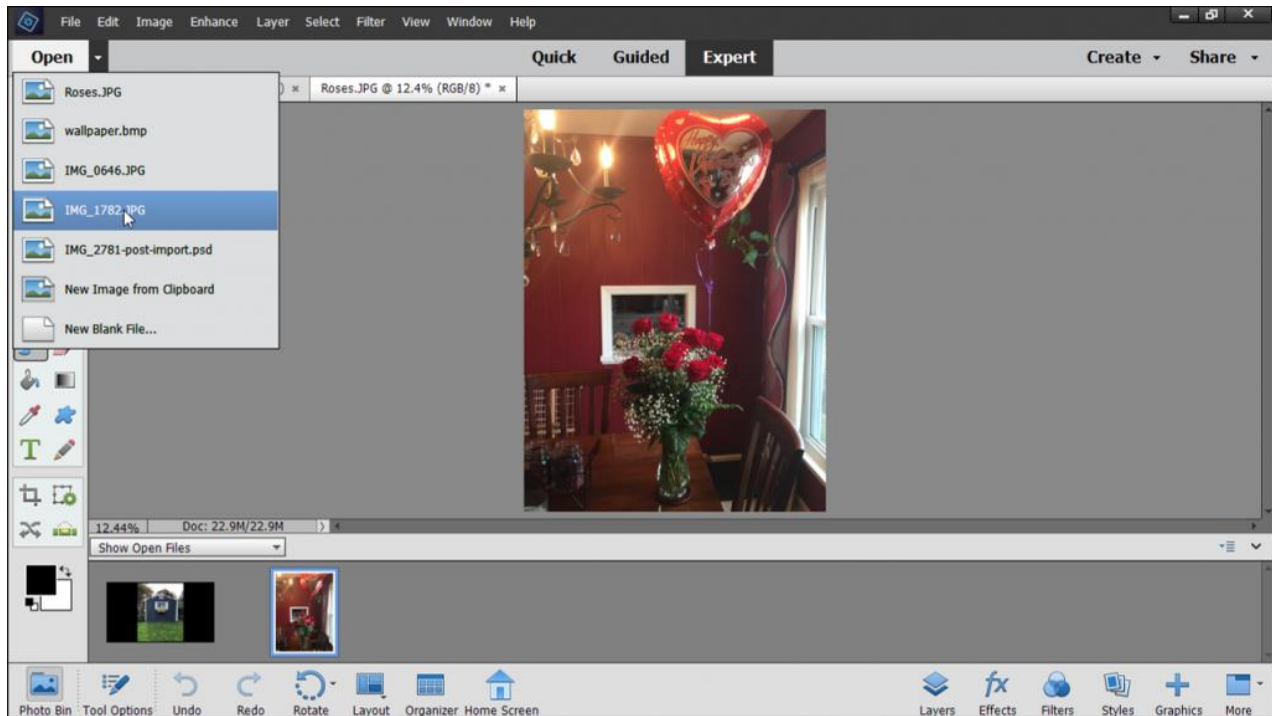 File Edit Image Enhance Layer Select Filter View Window Help
Open Quick Guided Expert Create Share
Roses.JPG @ 12.4% (RGB/8) *
Roses.JPG
wallpaper.bmp
IMG_0646.JPG
IMG_1782.JPG
IMG_2781-post-import.psd
New Image from Clipboard
New Blank File...
Happy
T
12.44% Doc: 22.9M/22.9M
Show Open Files
Photo Bin Tool Options Undo Redo Rotate Layout Organizer Home Screen fx Layers Effects Filters Styles Graphics More